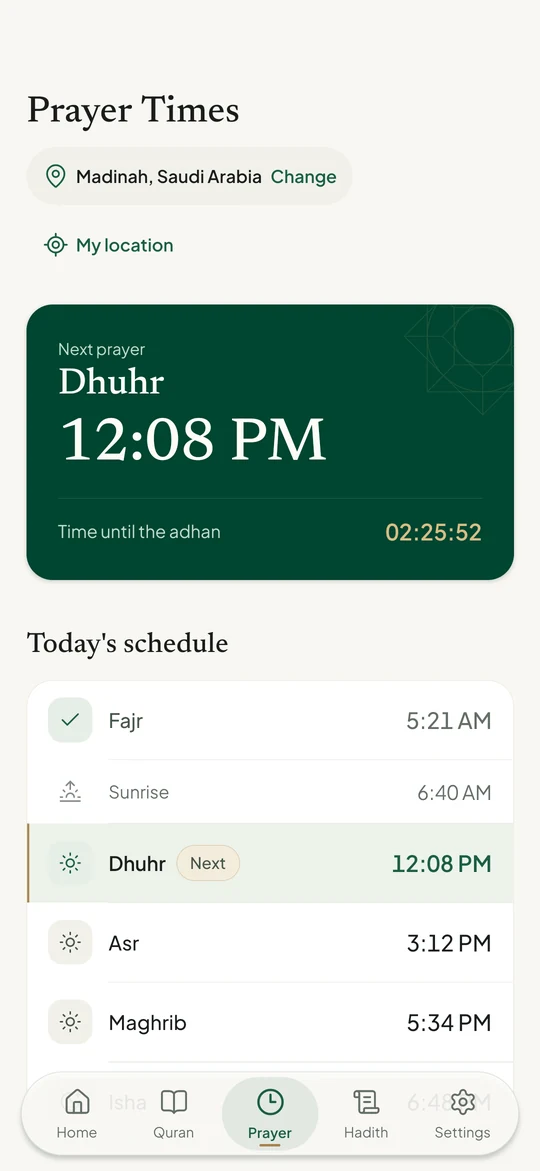 Prayer Times
Madinah, Saudi Arabia Change
My location
Next prayer
Dhuhr
12:08 PM
Time until the adhan 02:25:52
Today's schedule
Fajr 5:21 AM
Sunrise 6:40 AM
Dhuhr Next 12:08 PM
Asr 3:12 PM
Maghrib 5:34 PM
Isha
Home Quran Prayer Hadith Settings